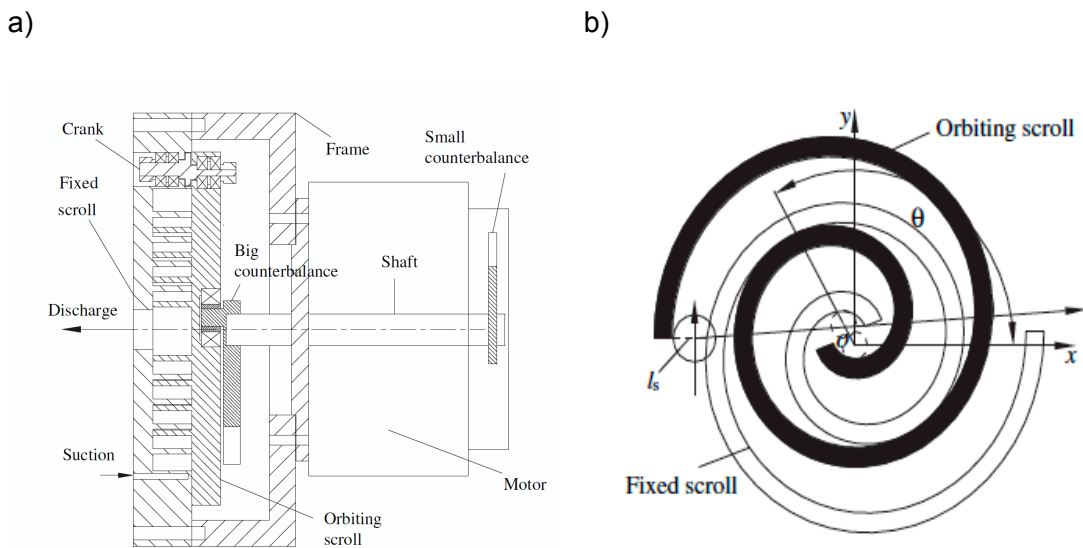 a)
b)
Crank
Fixed
scroll
Discharge
Suction
Frame
Big
counterbalance
Shaft
Small
counterbalance
Motor
Orbiting
scroll
y
Orbiting scroll
θ
x
lₛ
Fixed scroll